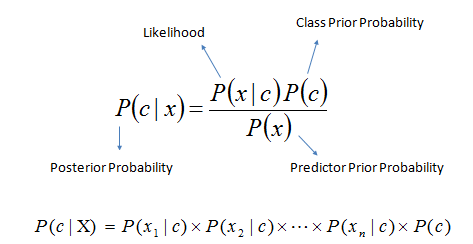 Class Prior Probability
Likelihood
P(c | x) = P(x | c)P(c) / P(x)
Posterior Probability
Predictor Prior Probability
P(c | X) = P(x₁ | c) × P(x₂ | c) × ⋯ × P(xₙ | c) × P(c)